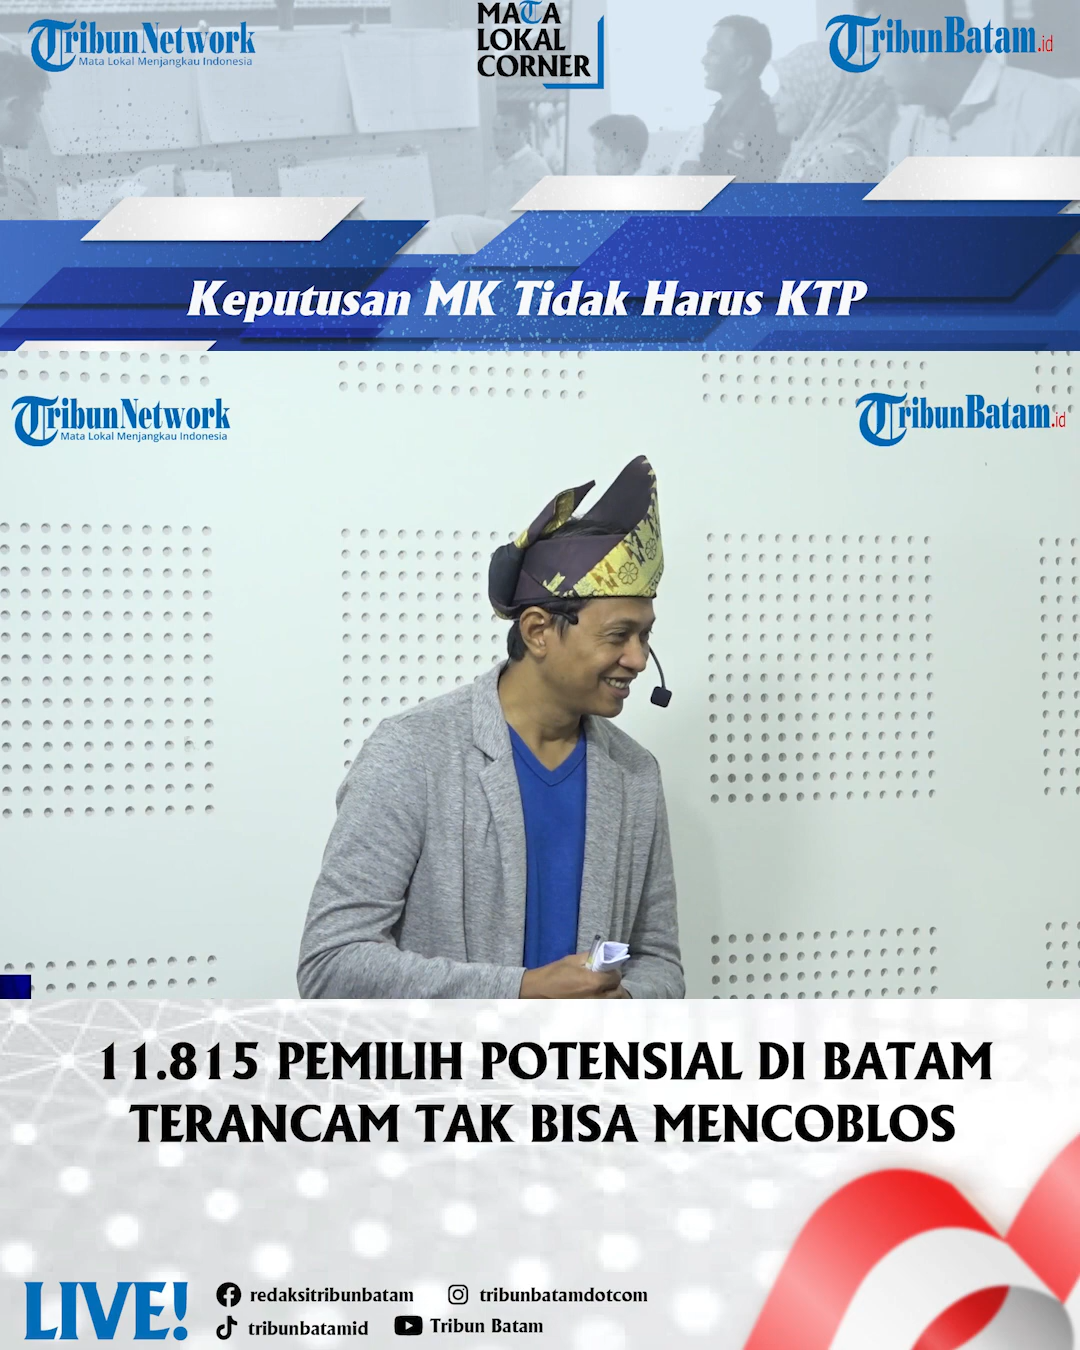 TribunNetwork
Mata Lokal Menjangkau Indonesia
MATA
LOKAL
CORNER
TribunBatam.id
Keputusan MK Tidak Harus KTP
TribunNetwork
Mata Lokal Menjangkau Indonesia
TribunBatam.id
11.815 PEMILIH POTENSIAL DI BATAM
TERANCAM TAK BISA MENCOBLOS
LIVE!
redaksitribunbatam
tribunbatamdotcom
tribunbatamid
Tribun Batam